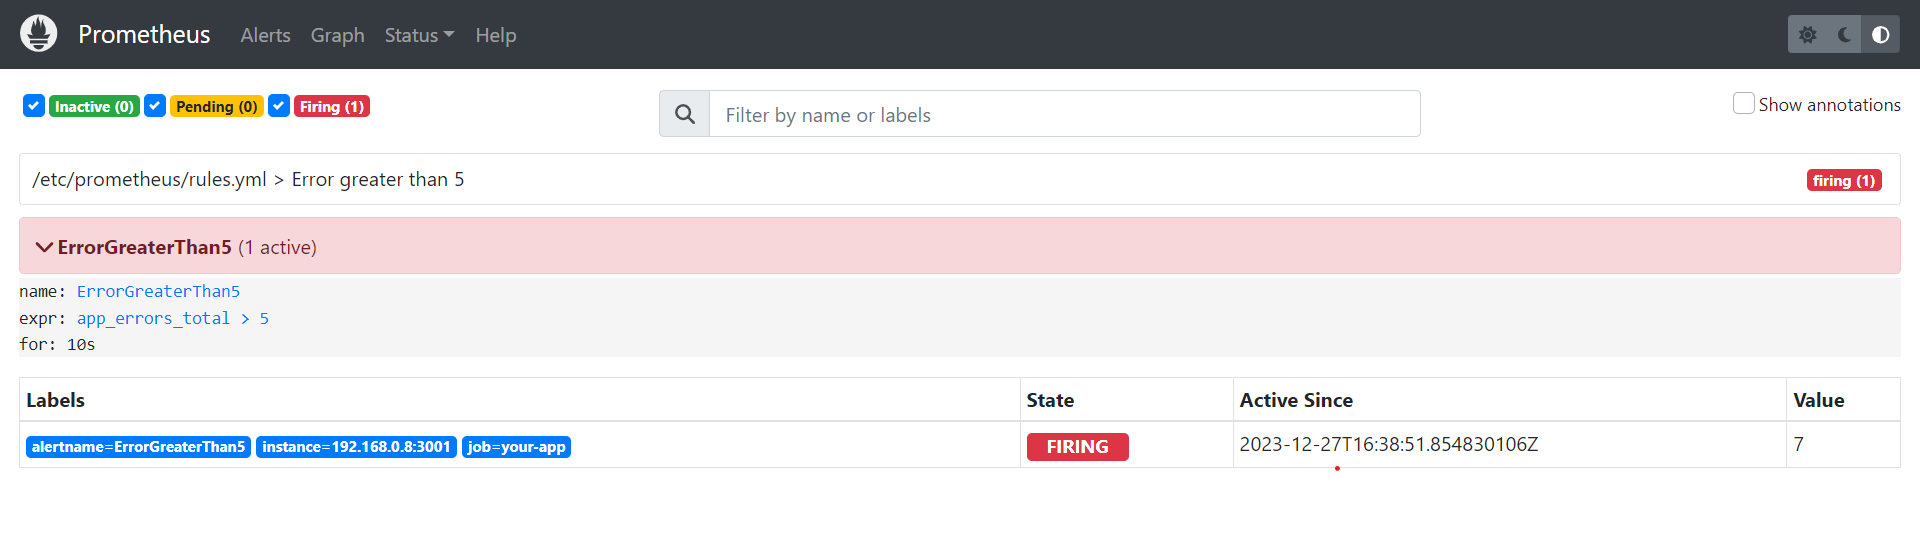 Prometheus Alerts Graph Status Help
Inactive (0) Pending (0) Firing (1) Filter by name or labels Show annotations
/etc/prometheus/rules.yml > Error greater than 5 firing (1)
ErrorGreaterThan5 (1 active)
name: ErrorGreaterThan5
expr: app_errors_total > 5
for: 10s
Labels State Active Since Value
alertname=ErrorGreaterThan5 instance=192.168.0.8:3001 job=your-app FIRING 2023-12-27T16:38:51.854830106Z 7